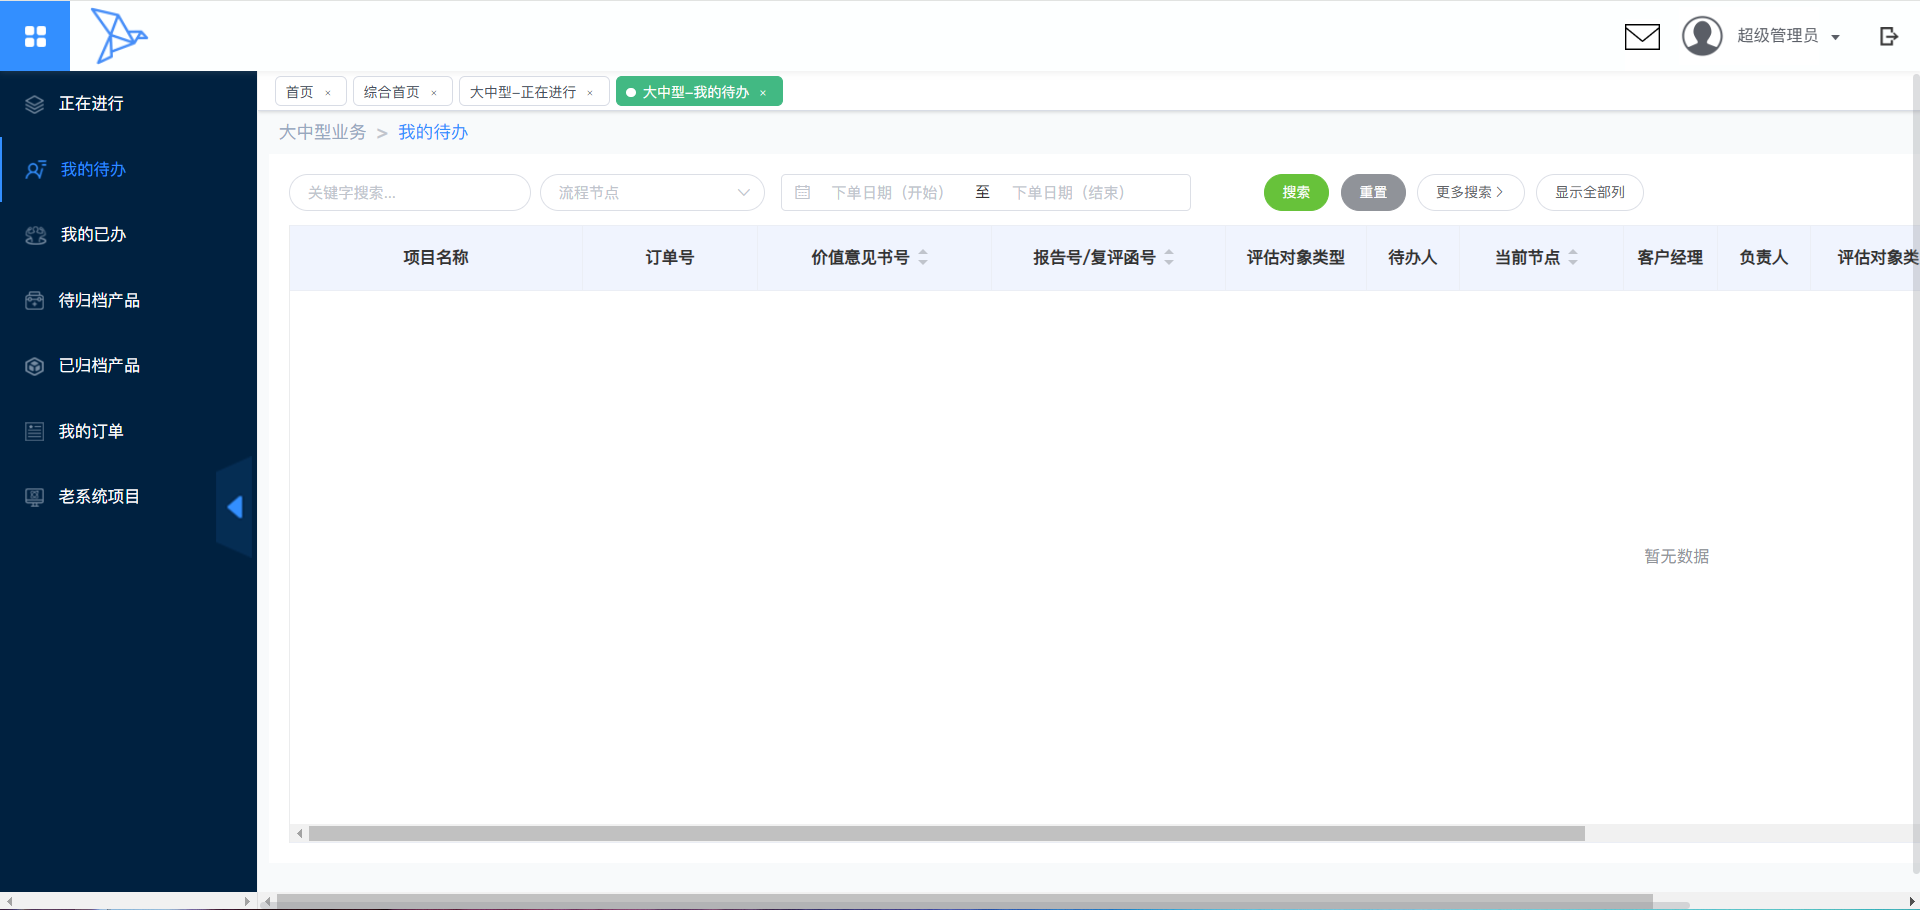 超级管理员
首页 ×
综合首页 ×
大中型-正在进行 ×
大中型-我的待办 ×
大中型业务 > 我的待办
正在进行
我的待办
我的已办
待归档产品
已归档产品
我的订单
老系统项目
关键字搜索...
流程节点
下单日期（开始） 至 下单日期（结束）
搜索
重置
更多搜索 >
显示全部列
项目名称 订单号 价值意见书号 报告号/复评函号 评估对象类型 待办人 当前节点 客户经理 负责人 评估对象类
暂无数据